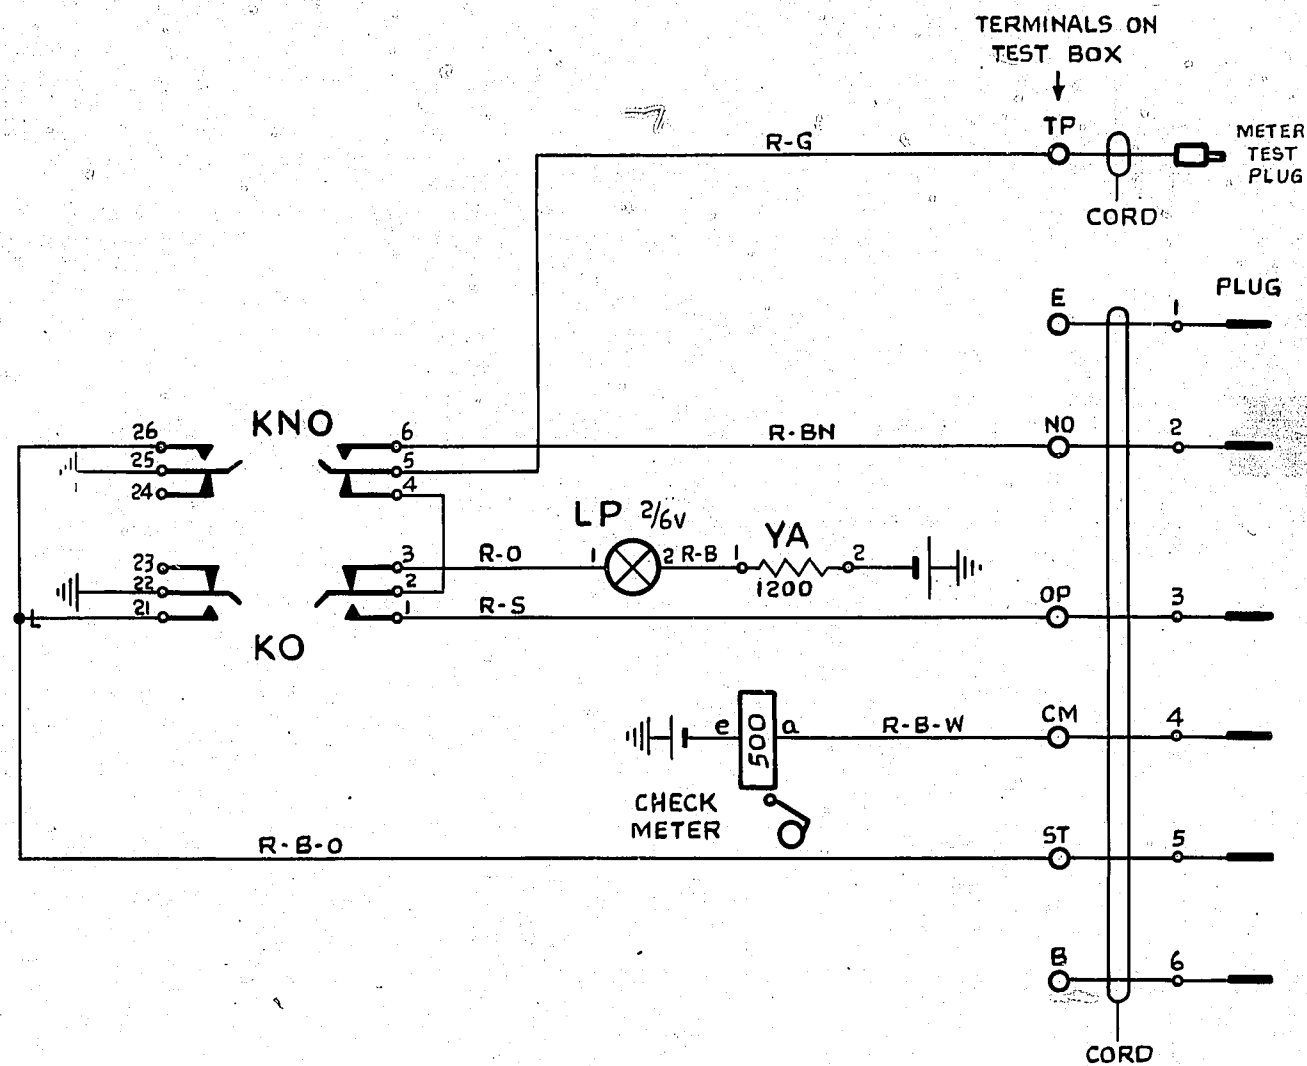 TERMINALS ON
TEST BOX
TP
METER
TEST
PLUG
R-G
CORD
E
1
PLUG
KNO
26
25
24
6
5
4
R-BN
NO
2
LP 2/6V
YA
23
22
21
3
2
1
R-O
1
2
R-B
1
1200
2
L
R-S
OP
3
KO
e
500
a
R-B-W
CM
4
CHECK
METER
R-B-O
ST
5
B
6
CORD